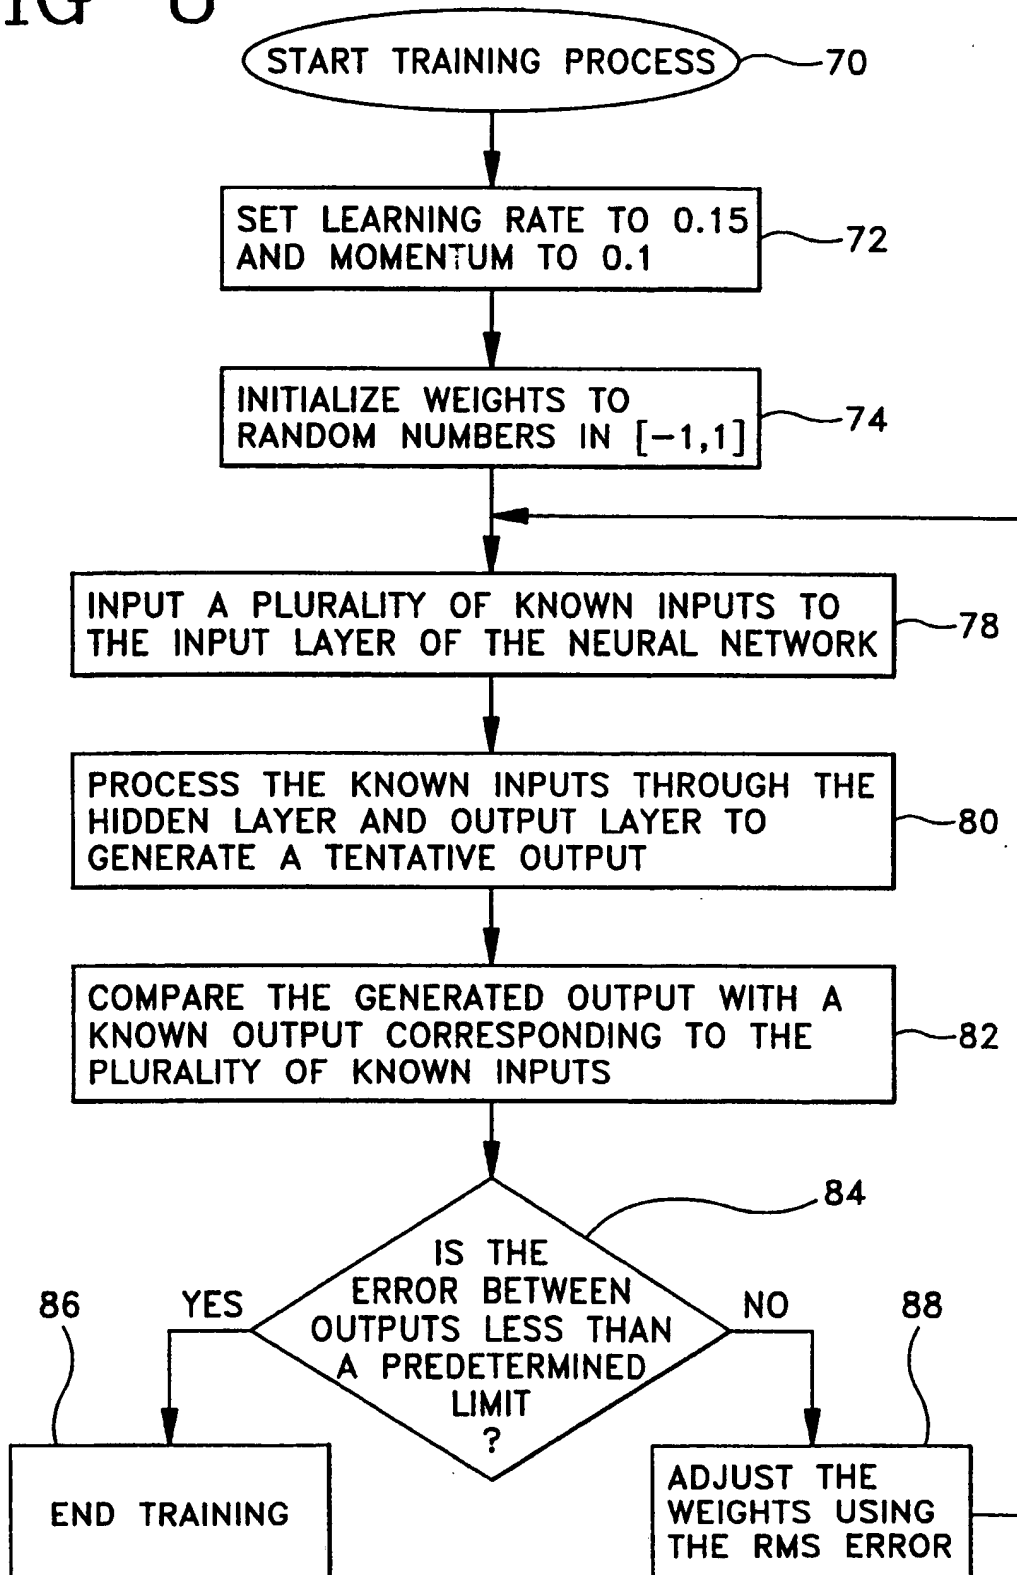 START TRAINING PROCESS
70
SET LEARNING RATE TO 0.15
AND MOMENTUM TO 0.1
72
INITIALIZE WEIGHTS TO
RANDOM NUMBERS IN [-1,1]
74
INPUT A PLURALITY OF KNOWN INPUTS TO
THE INPUT LAYER OF THE NEURAL NETWORK
78
PROCESS THE KNOWN INPUTS THROUGH THE
HIDDEN LAYER AND OUTPUT LAYER TO
GENERATE A TENTATIVE OUTPUT
80
COMPARE THE GENERATED OUTPUT WITH A
KNOWN OUTPUT CORRESPONDING TO THE
PLURALITY OF KNOWN INPUTS
82
84
IS THE
ERROR BETWEEN
OUTPUTS LESS THAN
A PREDETERMINED
LIMIT
?
86
YES
NO
88
END TRAINING
ADJUST THE
WEIGHTS USING
THE RMS ERROR